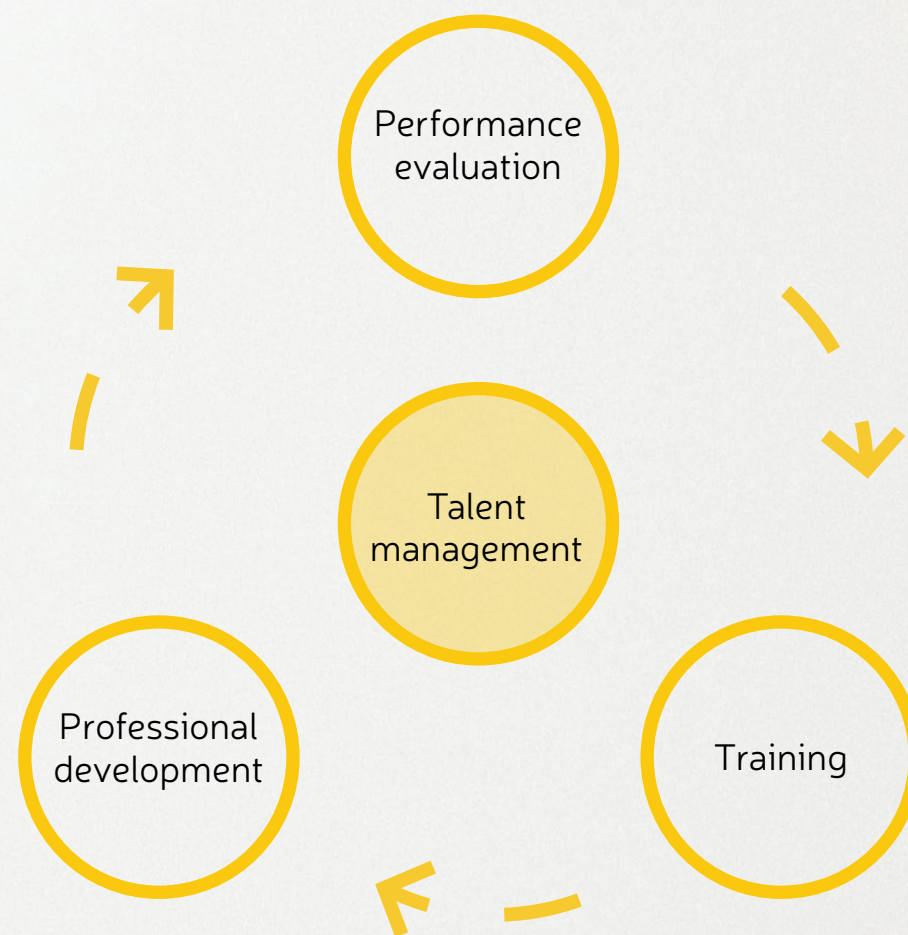 Performance
evaluation
Talent
management
Professional
development
Training